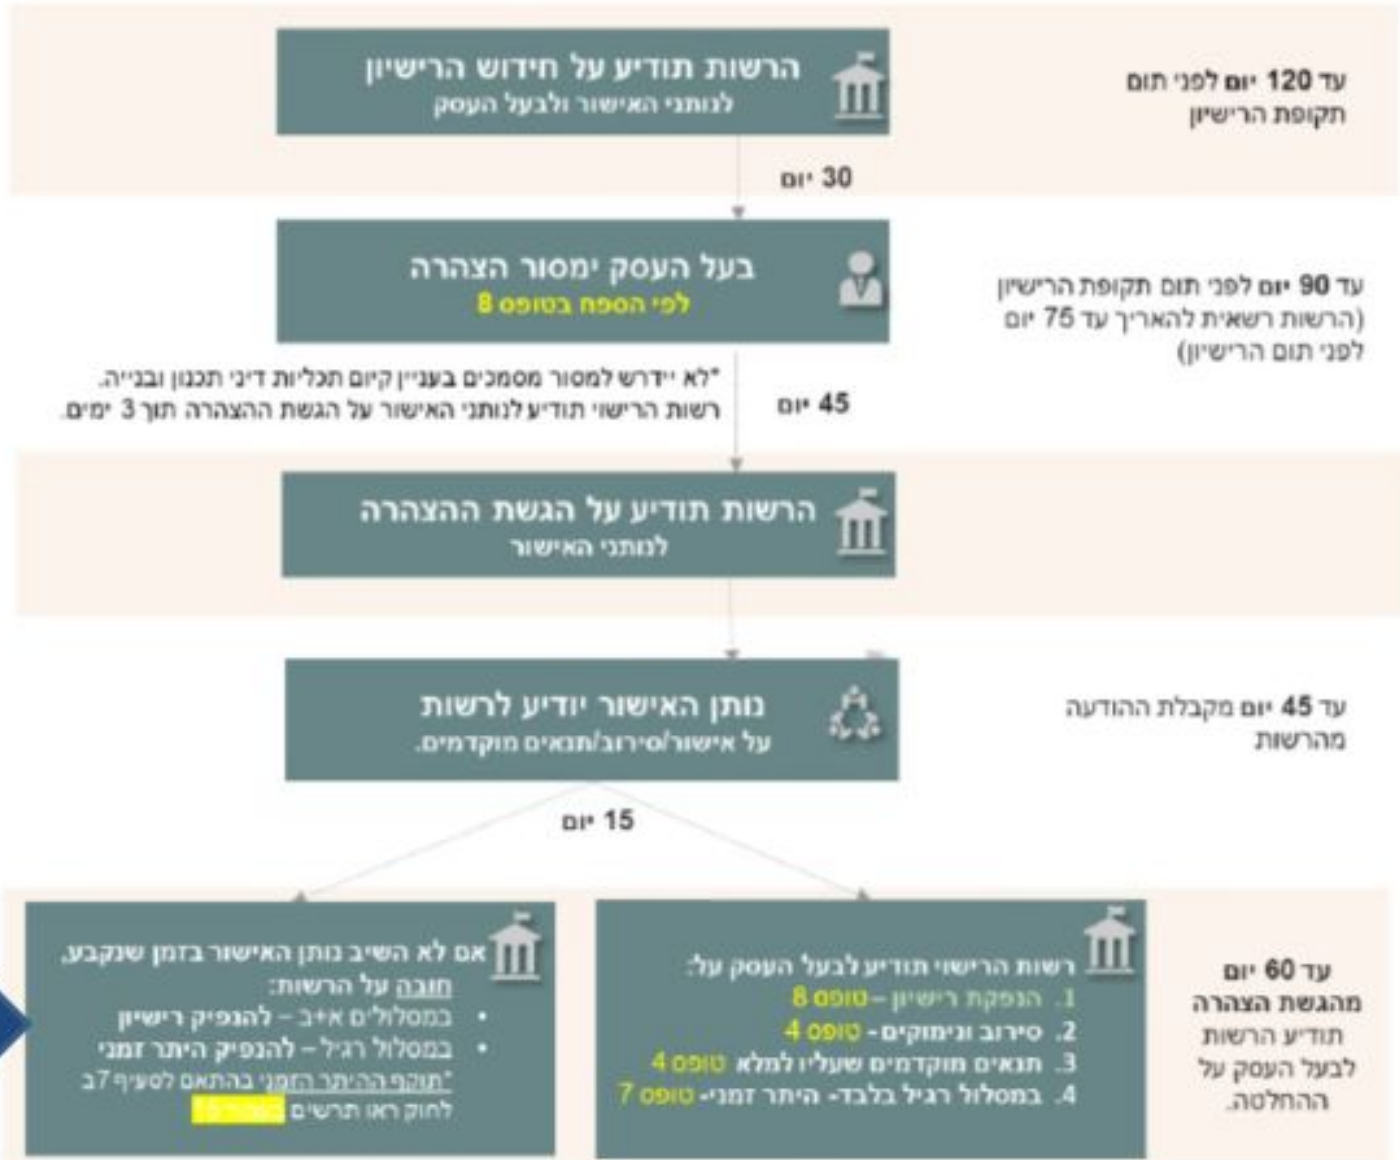 עד 120 יום לפני תום
תקופת הרישיון
הרשות תודיע על חידוש הרישיון
לנותני האישור ולבעל העסק
30 יום
עד 90 יום לפני תום תקופת הרישיון
(הרשות רשאית להאריך עד 75 יום
לפני תום הרישיון)
בעל העסק ימסור הצהרה
לפי הספח בטופס 8
45 יום
*לא יידרש למסור מסמכים בעניין קיום תכליות דיני תכנון ובנייה.
רשות הרישוי תודיע לנותני האישור על הגשת ההצהרה תוך 3 ימים.
הרשות תודיע על הגשת ההצהרה
לנותני האישור
עד 45 יום מקבלת ההודעה
מהרשות
נותן האישור יודיע לרשות
על אישור/סירוב/תנאים מוקדמים.
15 יום
עד 60 יום
מהגשת הצהרה
תודיע הרשות
לבעל העסק על
ההחלטה.
רשות הרישוי תודיע לבעל העסק על:
1. הנפקת רישיון – טופס 8
2. סירוב ונימוקים - טופס 4
3. תנאים מוקדמים שעליו למלא טופס 4
4. במסלול רגיל בלבד- היתר זמני- טופס 7
אם לא השיב נותן האישור בזמן שנקבע,
חובה על הרשות:
• במסלולים א+ב – להנפיק רישיון
• במסלול רגיל – להנפיק היתר זמני
*תוקף ההיתר הזמני בהתאם לסעיף 7ב
לחוק ראו תרשים